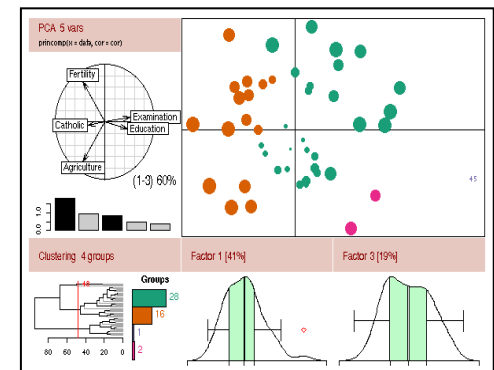 PCA 5 vars
princomp(x = data, cor = cor)
Fertility
Examination
Catholic
Education
Agriculture
(1-3) 60%
45
0.0 1.0
Clustering 4 groups
Factor 1 [41%]
Factor 3 [19%]
Groups
28
16
1
2
80 60 40 20 0